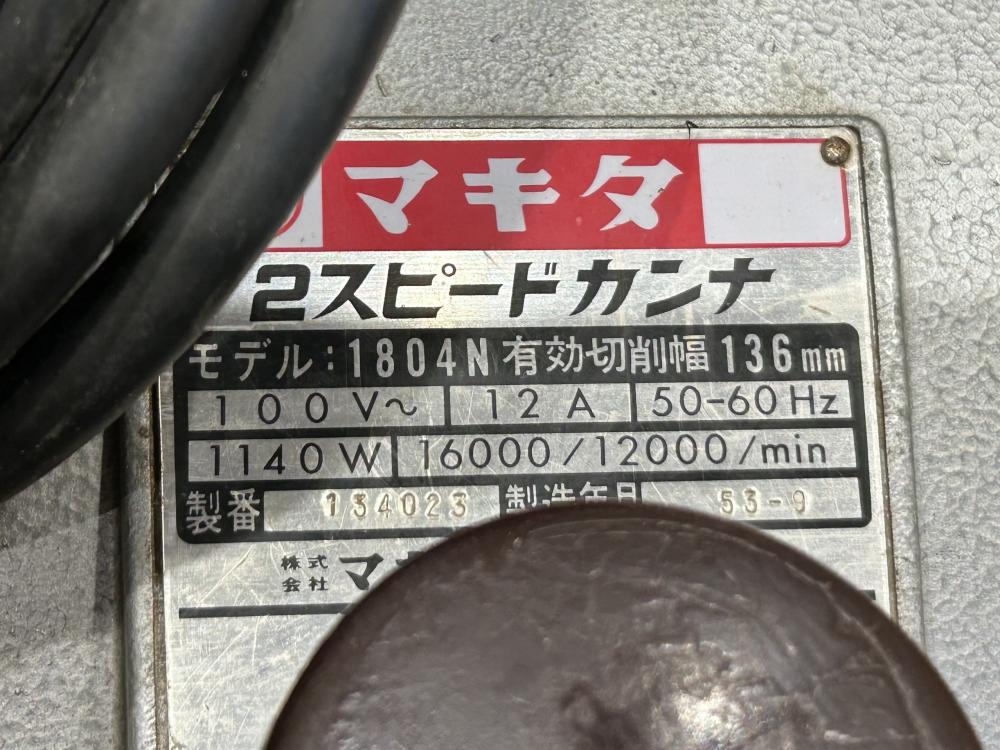 マキタ
2スピードカンナ
モデル:1804N 有効切削幅 136mm
100V～ 12A 50-60Hz
1140W 16000/12000/min
製番 134023 製造年月 53-9
株式会社 マ